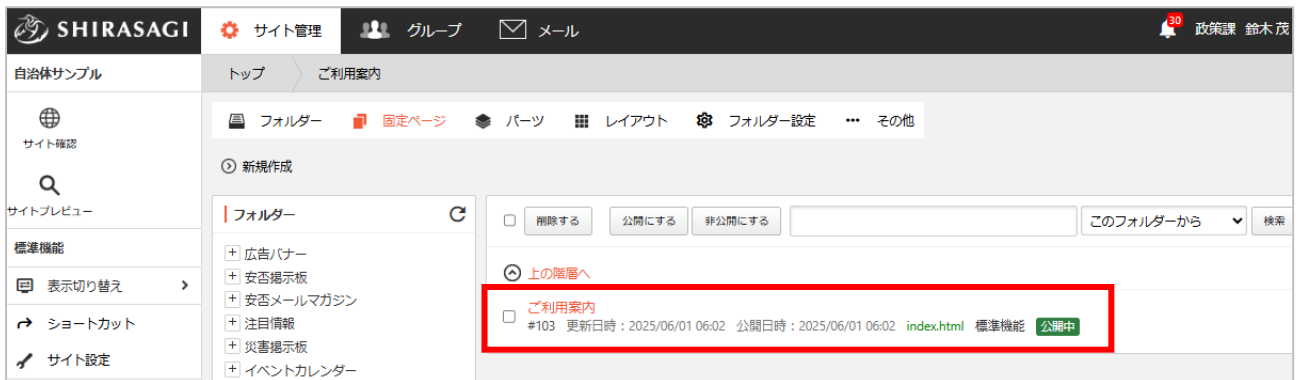 SHIRASAGI サイト管理 グループ メール 30 政策課 鈴木 茂
自治体サンプル トップ ご利用案内
サイト確認
フォルダー 固定ページ パーツ レイアウト フォルダー設定 ••• その他
新規作成
サイトプレビュー
標準機能
表示切り替え
ショートカット
サイト設定
フォルダー
広告バナー
安否掲示板
安否メールマガジン
注目情報
災害掲示板
イベントカレンダー
削除する 公開にする 非公開にする このフォルダーから 検索
上の階層へ
ご利用案内
#103 更新日時：2025/06/01 06:02 公開日時：2025/06/01 06:02 index.html 標準機能 公開中